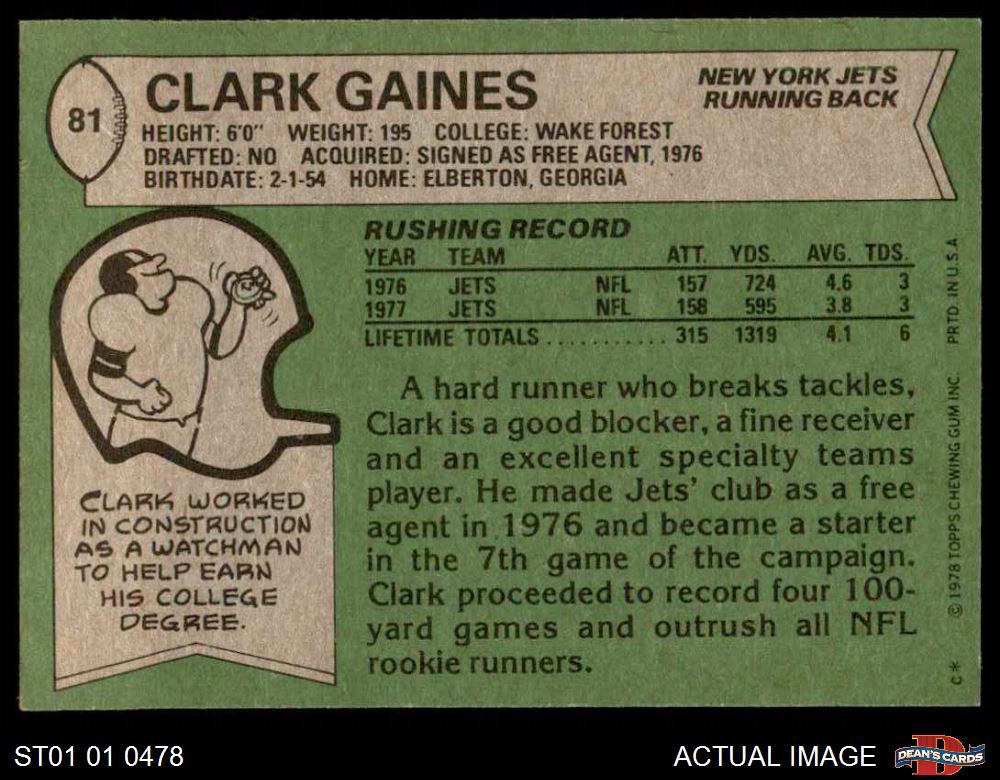 81
CLARK GAINES
NEW YORK JETS
RUNNING BACK
HEIGHT: 6'0" WEIGHT: 195 COLLEGE: WAKE FOREST
DRAFTED: NO ACQUIRED: SIGNED AS FREE AGENT, 1976
BIRTHDATE: 2-1-54 HOME: ELBERTON, GEORGIA
RUSHING RECORD
YEAR TEAM ATT. YDS. AVG. TDS.
1976 JETS NFL 157 724 4.6 3
1977 JETS NFL 158 595 3.8 3
LIFETIME TOTALS ........... 315 1319 4.1 6
A hard runner who breaks tackles,
Clark is a good blocker, a fine receiver
and an excellent specialty teams
player. He made Jets' club as a free
agent in 1976 and became a starter
in the 7th game of the campaign.
Clark proceeded to record four 100-
yard games and outrush all NFL
rookie runners.
CLARK WORKED
IN CONSTRUCTION
AS A WATCHMAN
TO HELP EARN
HIS COLLEGE
DEGREE.
C* © 1978 TOPPS CHEWING GUM INC. PRTD IN U.S.A
ST01 01 0478
ACTUAL IMAGE
DEAN'S CARDS